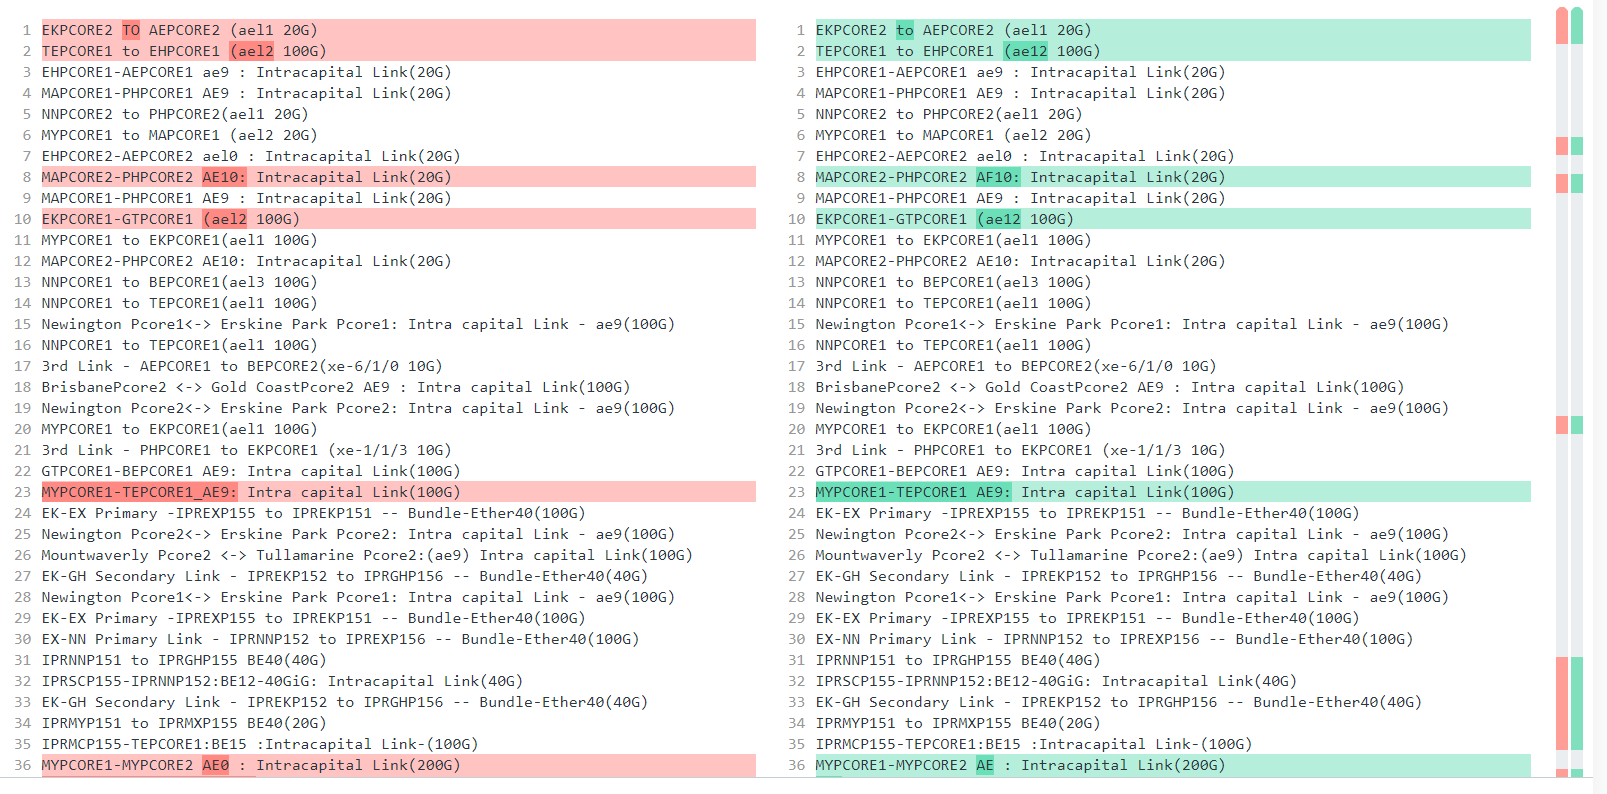 1 EKPCORE2 TO AEPCORE2 (ael1 20G)
2 TEPCORE1 to EHPCORE1 (ael2 100G)
3 EHPCORE1-AEPCORE1 ae9 : Intracapital Link(20G)
4 MAPCORE1-PHPCORE1 AE9 : Intracapital Link(20G)
5 NNPCORE2 to PHPCORE2(ael1 20G)
6 MYPCORE1 to MAPCORE1 (ael2 20G)
7 EHPCORE2-AEPCORE2 ael0 : Intracapital Link(20G)
8 MAPCORE2-PHPCORE2 AE10: Intracapital Link(20G)
9 MAPCORE1-PHPCORE1 AE9 : Intracapital Link(20G)
10 EKPCORE1-GTPCORE1 (ael2 100G)
11 MYPCORE1 to EKPCORE1(ael1 100G)
12 MAPCORE2-PHPCORE2 AE10: Intracapital Link(20G)
13 NNPCORE1 to BEPCORE1(ael3 100G)
14 NNPCORE1 to TEPCORE1(ael1 100G)
15 Newington Pcore1<-> Erskine Park Pcore1: Intra capital Link - ae9(100G)
16 NNPCORE1 to TEPCORE1(ael1 100G)
17 3rd Link - AEPCORE1 to BEPCORE2(xe-6/1/0 10G)
18 BrisbanePcore2 <-> Gold CoastPcore2 AE9 : Intra capital Link(100G)
19 Newington Pcore2<-> Erskine Park Pcore2: Intra capital Link - ae9(100G)
20 MYPCORE1 to EKPCORE1(ael1 100G)
21 3rd Link - PHPCORE1 to EKPCORE1 (xe-1/1/3 10G)
22 GTPCORE1-BEPCORE1 AE9: Intra capital Link(100G)
23 MYPCORE1-TEPCORE1_AE9: Intra capital Link(100G)
24 EK-EX Primary -IPREXP155 to IPREKP151 -- Bundle-Ether40(100G)
25 Newington Pcore2<-> Erskine Park Pcore2: Intra capital Link - ae9(100G)
26 Mountwaverly Pcore2 <-> Tullamarine Pcore2:(ae9) Intra capital Link(100G)
27 EK-GH Secondary Link - IPREKP152 to IPRGHP156 -- Bundle-Ether40(40G)
28 Newington Pcore1<-> Erskine Park Pcore1: Intra capital Link - ae9(100G)
29 EK-EX Primary -IPREXP155 to IPREKP151 -- Bundle-Ether40(100G)
30 EX-NN Primary Link - IPRNNP152 to IPREXP156 -- Bundle-Ether40(100G)
31 IPRNNP151 to IPRGHP155 BE40(40G)
32 IPRSCP155-IPRNNP152:BE12-40GiG: Intracapital Link(40G)
33 EK-GH Secondary Link - IPREKP152 to IPRGHP156 -- Bundle-Ether40(40G)
34 IPRMYP151 to IPRMXP155 BE40(20G)
35 IPRMCP155-TEPCORE1:BE15 :Intracapital Link-(100G)
36 MYPCORE1-MYPCORE2 AE0 : Intracapital Link(200G)
1 EKPCORE2 to AEPCORE2 (ael1 20G)
2 TEPCORE1 to EHPCORE1 (ae12 100G)
3 EHPCORE1-AEPCORE1 ae9 : Intracapital Link(20G)
4 MAPCORE1-PHPCORE1 AE9 : Intracapital Link(20G)
5 NNPCORE2 to PHPCORE2(ael1 20G)
6 MYPCORE1 to MAPCORE1 (ael2 20G)
7 EHPCORE2-AEPCORE2 ael0 : Intracapital Link(20G)
8 MAPCORE2-PHPCORE2 AF10: Intracapital Link(20G)
9 MAPCORE1-PHPCORE1 AE9 : Intracapital Link(20G)
10 EKPCORE1-GTPCORE1 (ae12 100G)
11 MYPCORE1 to EKPCORE1(ael1 100G)
12 MAPCORE2-PHPCORE2 AE10: Intracapital Link(20G)
13 NNPCORE1 to BEPCORE1(ael3 100G)
14 NNPCORE1 to TEPCORE1(ael1 100G)
15 Newington Pcore1<-> Erskine Park Pcore1: Intra capital Link - ae9(100G)
16 NNPCORE1 to TEPCORE1(ael1 100G)
17 3rd Link - AEPCORE1 to BEPCORE2(xe-6/1/0 10G)
18 BrisbanePcore2 <-> Gold CoastPcore2 AE9 : Intra capital Link(100G)
19 Newington Pcore2<-> Erskine Park Pcore2: Intra capital Link - ae9(100G)
20 MYPCORE1 to EKPCORE1(ael1 100G)
21 3rd Link - PHPCORE1 to EKPCORE1 (xe-1/1/3 10G)
22 GTPCORE1-BEPCORE1 AE9: Intra capital Link(100G)
23 MYPCORE1-TEPCORE1 AE9: Intra capital Link(100G)
24 EK-EX Primary -IPREXP155 to IPREKP151 -- Bundle-Ether40(100G)
25 Newington Pcore2<-> Erskine Park Pcore2: Intra capital Link - ae9(100G)
26 Mountwaverly Pcore2 <-> Tullamarine Pcore2:(ae9) Intra capital Link(100G)
27 EK-GH Secondary Link - IPREKP152 to IPRGHP156 -- Bundle-Ether40(40G)
28 Newington Pcore1<-> Erskine Park Pcore1: Intra capital Link - ae9(100G)
29 EK-EX Primary -IPREXP155 to IPREKP151 -- Bundle-Ether40(100G)
30 EX-NN Primary Link - IPRNNP152 to IPREXP156 -- Bundle-Ether40(100G)
31 IPRNNP151 to IPRGHP155 BE40(40G)
32 IPRSCP155-IPRNNP152:BE12-40GiG: Intracapital Link(40G)
33 EK-GH Secondary Link - IPREKP152 to IPRGHP156 -- Bundle-Ether40(40G)
34 IPRMYP151 to IPRMXP155 BE40(20G)
35 IPRMCP155-TEPCORE1:BE15 :Intracapital Link-(100G)
36 MYPCORE1-MYPCORE2 AE : Intracapital Link(200G)